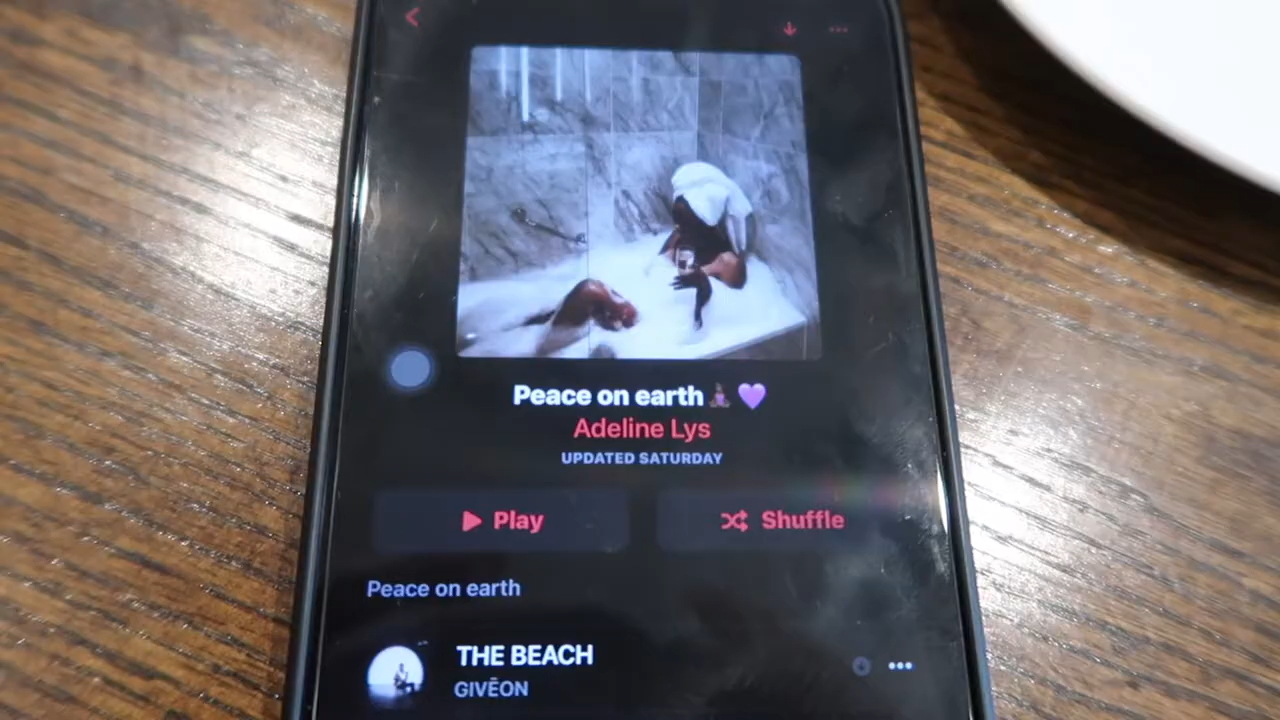 Peace on earth🧘🏾‍♀️💜
Adeline Lys
UPDATED SATURDAY
Play
Shuffle
Peace on earth
THE BEACH
GIVĒON